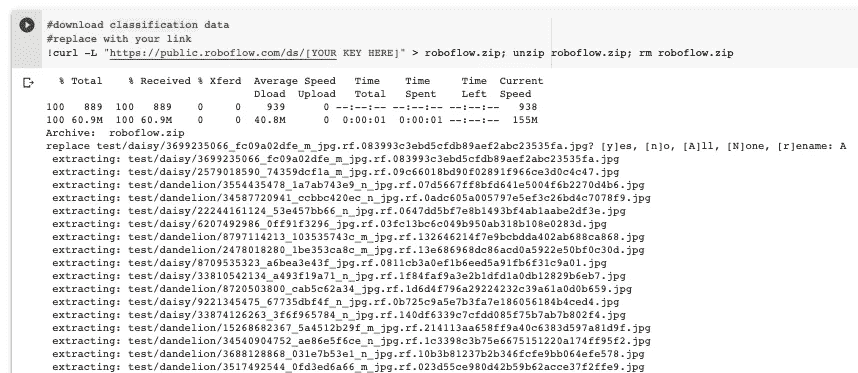 #download classification data
#replace with your link
!curl -L "https://public.roboflow.com/ds/[YOUR KEY HERE]" > roboflow.zip; unzip roboflow.zip; rm roboflow.zip
% Total % Received % Xferd Average Speed Time Time Time Current
Dload Upload Total Spent Left Speed
100 889 100 889 0 0 939 0 --:--:-- --:--:-- --:--:-- 938
100 60.9M 100 60.9M 0 0 40.8M 0 0:00:01 0:00:01 --:--:-- 155M
Archive: roboflow.zip
replace test/daisy/3699235066_fc09a02dfe_m_jpg.rf.083993c3ebd5cfdb89aef2abc23535fa.jpg? [y]es, [n]o, [A]ll, [N]one, [r]ename: A
extracting: test/daisy/3699235066_fc09a02dfe_m_jpg.rf.083993c3ebd5cfdb89aef2abc23535fa.jpg
extracting: test/daisy/2579018590_74359dcf1a_m_jpg.rf.09c66018bd90f02891f966ce3d0c4c47.jpg
extracting: test/dandelion/3554435478_1a7ab743e9_n_jpg.rf.07d5667ff8bfd641e5004f6b2270d4b6.jpg
extracting: test/dandelion/34587720941_ccbbc420ec_n_jpg.rf.0adc605a005797e5ef3c26bd4c7078f9.jpg
extracting: test/daisy/22244161124_53e457bb66_n_jpg.rf.0647dd5bf7e8b1493bf4ab1aabe2df3e.jpg
extracting: test/daisy/6207492986_0ff91f3296_jpg.rf.03fc13bc6c049b950ab318b108e0283d.jpg
extracting: test/dandelion/8797114213_103535743c_m_jpg.rf.132646214f7e9bcbdda402ab688ca868.jpg
extracting: test/dandelion/2478018280_1be353ca8c_m_jpg.rf.13e686968dc86acd0a5922e50bf0c30d.jpg
extracting: test/daisy/8709535323_a6bea3e43f_jpg.rf.0811cb3a0ef1b6eed5a91fb6f31c9a01.jpg
extracting: test/daisy/33810542134_a493f19a71_n_jpg.rf.1f84faf9a3e2b1dfd1a0db12829b6eb7.jpg
extracting: test/dandelion/8720503800_cab5c62a34_jpg.rf.1d6d4f796a29224232c39a61a0d0b659.jpg
extracting: test/dandelion/9221345475_67735dbf4f_n_jpg.rf.0b725c9a5e7b3fa7e186056184b4ced4.jpg
extracting: test/daisy/33874126263_3f6f965784_n_jpg.rf.140df6339c7cfdd085f75b7ab7b802f4.jpg
extracting: test/dandelion/15268682367_5a4512b29f_m_jpg.rf.214113aa658ff9a40c6383d597a81d9f.jpg
extracting: test/dandelion/34540904752_ae86e5f6ce_n_jpg.rf.1c3398c3b75e6675151220a174ff95f2.jpg
extracting: test/dandelion/3688128868_031e7b53e1_n_jpg.rf.10b3b81237b2b346fcfe9bb064efe578.jpg
extracting: test/dandelion/3517492544_0fd3ed6a66_m_jpg.rf.023d55ce980d42b59b62acce37f2ffe9.jpg